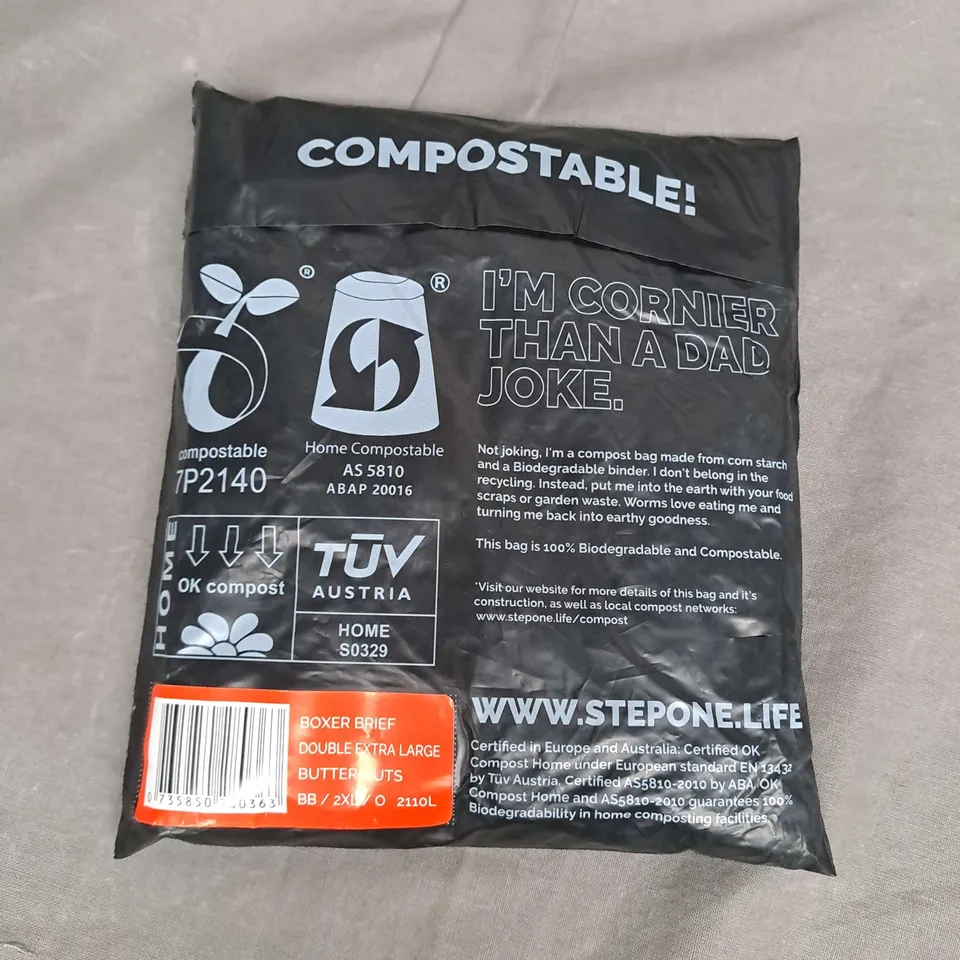 COMPOSTABLE!
®
compostable
7P2140
®
Home Compostable
AS 5810
ABAP 20016
HOME
OK compost
TÜV
AUSTRIA
HOME
S0329
I'M CORNIER
THAN A DAD
JOKE.
Not joking, I'm a compost bag made from corn starch
and a Biodegradable binder. I don't belong in the
recycling. Instead, put me into the earth with your food
scraps or garden waste. Worms love eating me and
turning me back into earthy goodness.
This bag is 100% Biodegradable and Compostable.
*Visit our website for more details of this bag and it's
construction, as well as local compost networks:
www.stepone.life/compost
WWW.STEPONE.LIFE
Certified in Europe and Australia: Certified OK
Compost Home under European standard EN 13432
by Tüv Austria, Certified AS5810-2010 by ABA. OK
Compost Home and AS5810-2010 guarantees 100%
Biodegradability in home composting facilities.
BOXER BRIEF
DOUBLE EXTRA LARGE
BB / 2XL / O 2110L
0 735850